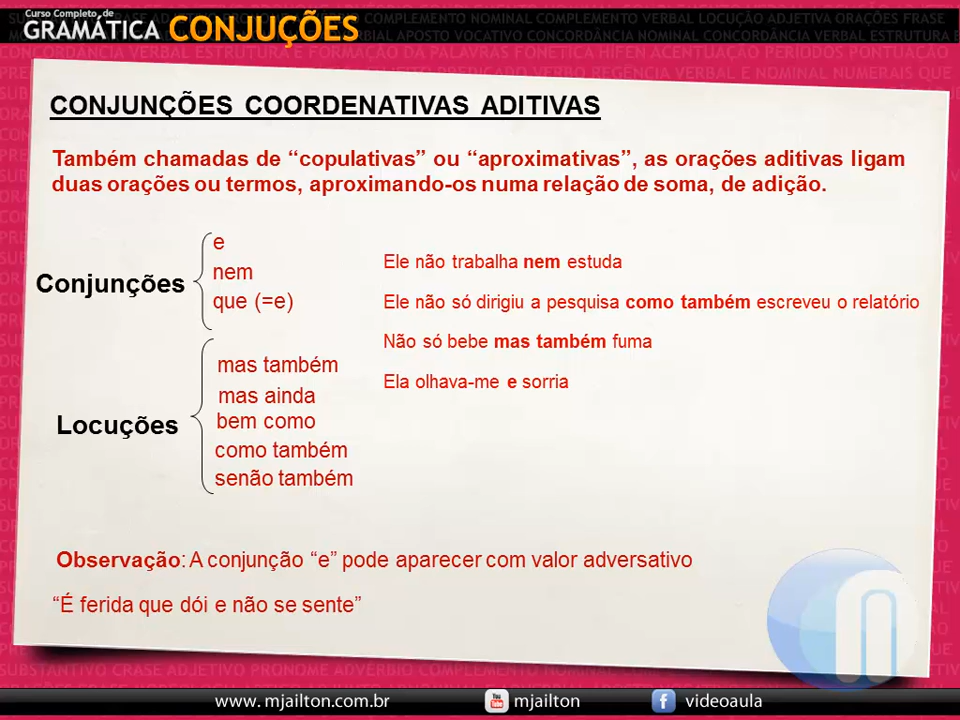 Curso Completo de
GRAMÁTICA CONJUÇÕES
CONJUNÇÕES COORDENATIVAS ADITIVAS
Também chamadas de “copulativas” ou “aproximativas”, as orações aditivas ligam
duas orações ou termos, aproximando-os numa relação de soma, de adição.
Conjunções
e
nem
que (=e)
Locuções
mas também
mas ainda
bem como
como também
senão também
Ele não trabalha nem estuda
Ele não só dirigiu a pesquisa como também escreveu o relatório
Não só bebe mas também fuma
Ela olhava-me e sorria
Observação: A conjunção “e” pode aparecer com valor adversativo
“É ferida que dói e não se sente”
www. mjailton.com.br
You Tube mjailton
f videoaula